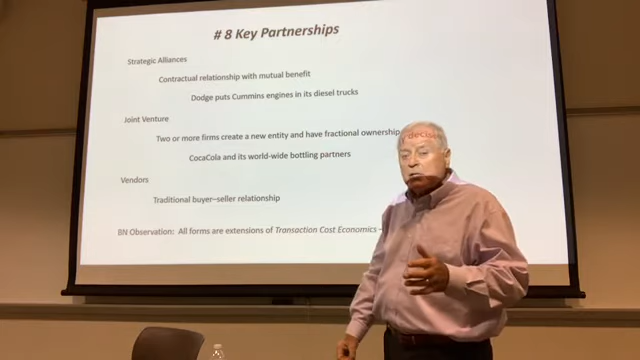 # 8 Key Partnerships
Strategic Alliances
Contractual relationship with mutual benefit
Dodge puts Cummins engines in its diesel trucks
Joint Venture
Two or more firms create a new entity and have fractional ownership
CocaCola and its world-wide bottling partners
Vendors
Traditional buyer–seller relationship
BN Observation: All forms are extensions of Transaction Cost Economics –